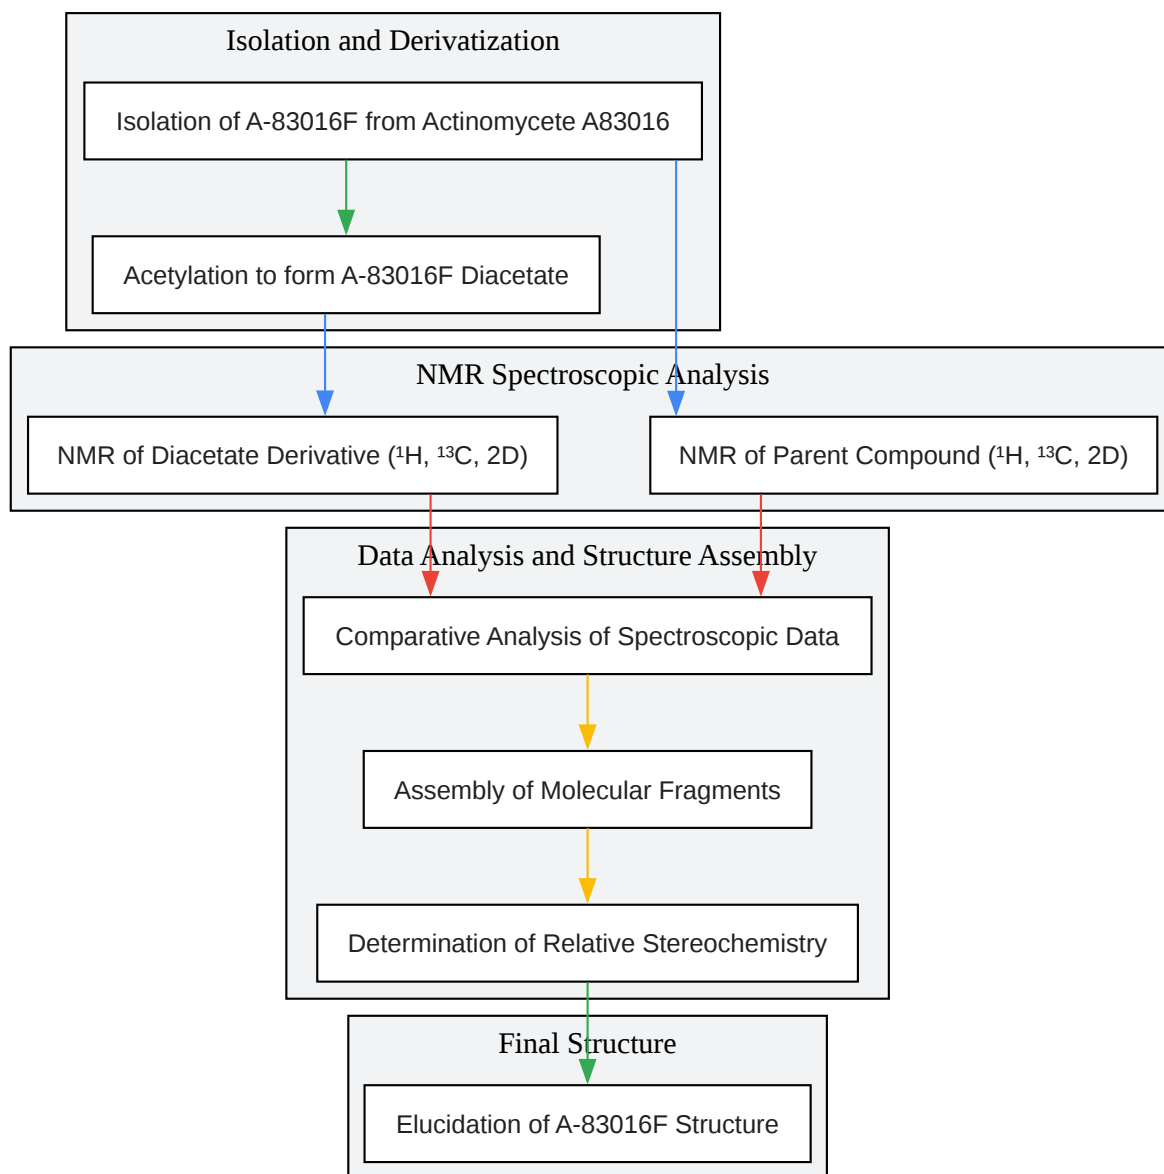 Isolation and Derivatization
Isolation of A-83016F from Actinomycete A83016
Acetylation to form A-83016F Diacetate
NMR Spectroscopic Analysis
NMR of Diacetate Derivative (¹H, ¹³C, 2D)
NMR of Parent Compound (¹H, ¹³C, 2D)
Data Analysis and Structure Assembly
Comparative Analysis of Spectroscopic Data
Assembly of Molecular Fragments
Determination of Relative Stereochemistry
Final Structure
Elucidation of A-83016F Structure